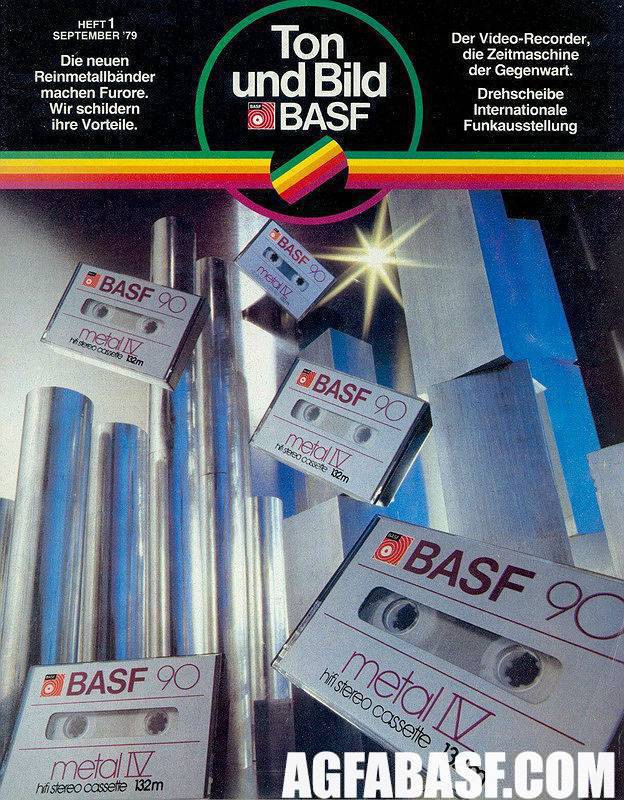 HEFT 1
SEPTEMBER '79
Die neuen
Reinmetallbänder
machen Furore.
Wir schildern
ihre Vorteile.
Ton
und Bild
BASF
BASF
Der Video-Recorder,
die Zeitmaschine
der Gegenwart.
Drehscheibe
Internationale
Funkausstellung
BASF 90
metal IV
BASF 90
metal IV
hifi stereo cassette 132m
BASF 90
metal IV
hifi stereo cassette 132m
BASF
BASF 90
metal IV
hifi stereo cassette
BASF 90
metal IV
hifi stereo cassette 132m
AGFABASF.COM